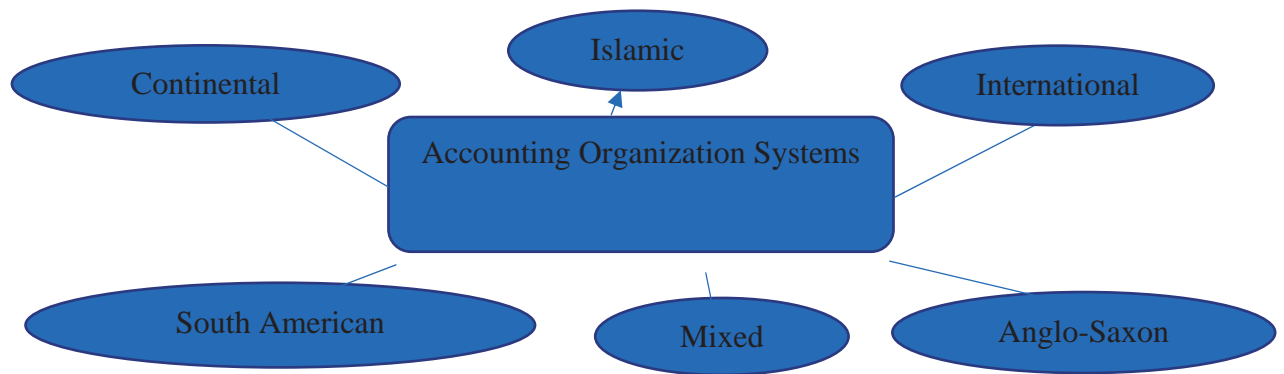 Islamic
Continental
International
Accounting Organization Systems
South American
Mixed
Anglo-Saxon